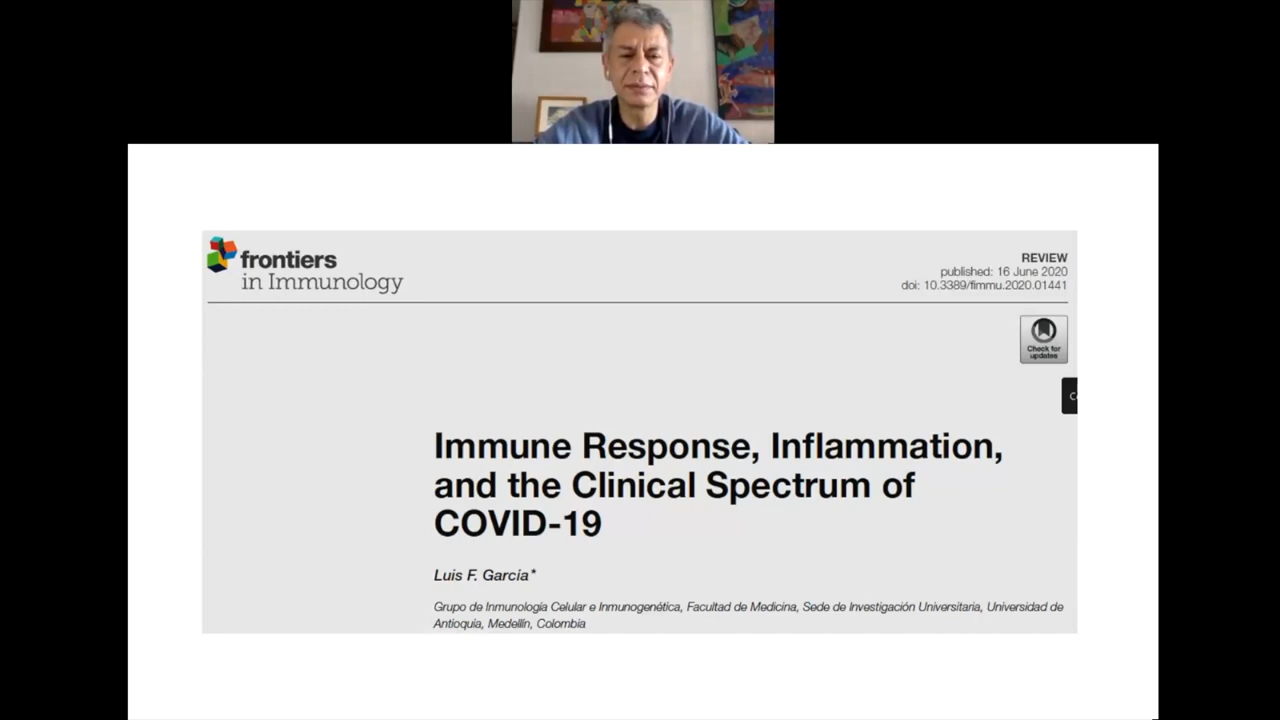 frontiers
in Immunology
REVIEW
published: 16 June 2020
doi: 10.3389/fimmu.2020.01441
Check for
updates
Immune Response, Inflammation,
and the Clinical Spectrum of
COVID-19
Luis F. García*
Grupo de Inmunología Celular e Inmunogenética, Facultad de Medicina, Sede de Investigación Universitaria, Universidad de
Antioquia, Medellín, Colombia